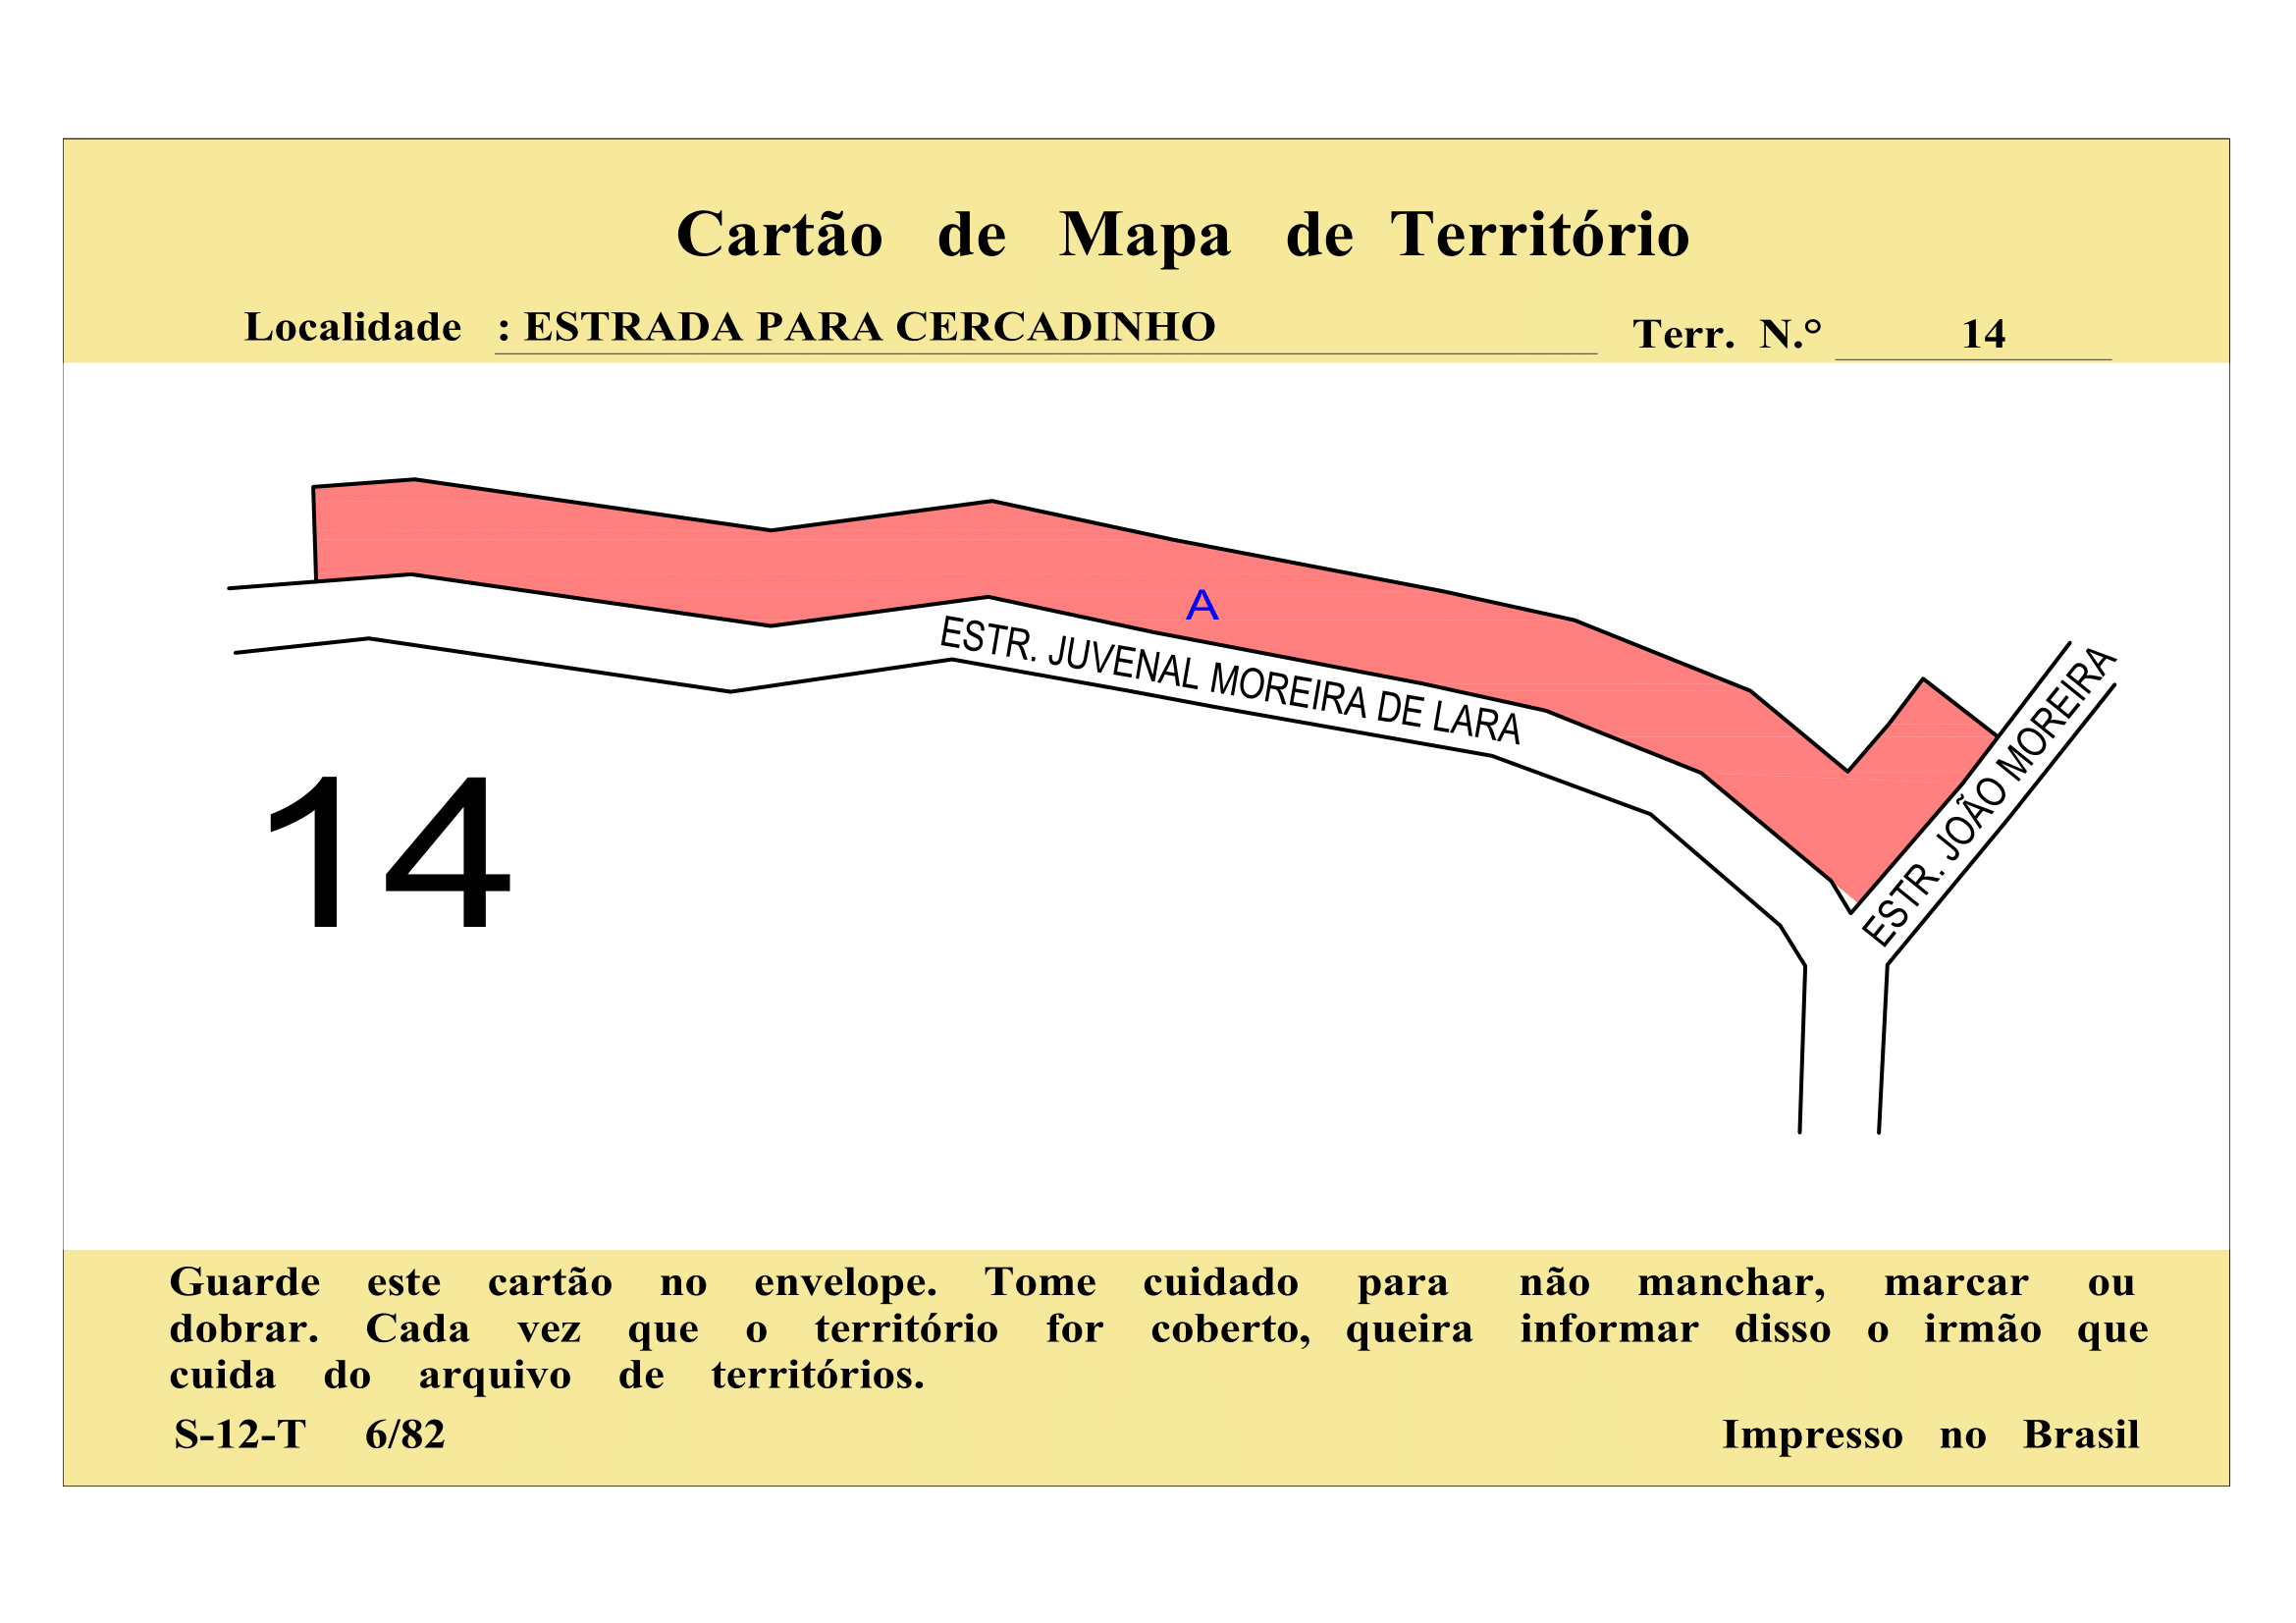 Cartão de Mapa de Território
Localidade : ESTRADA PARA CERCADINHO Terr. N.° 14
A
ESTR. JUVENAL MOREIRA DE LARA
ESTR. JOÃO MOREIRA
14
Guarde este cartão no envelope. Tome cuidado para não manchar, marcar ou
dobrar. Cada vez que o território for coberto, queira informar disso o irmão que
cuida do arquivo de territórios.
S-12-T 6/82 Impresso no Brasil